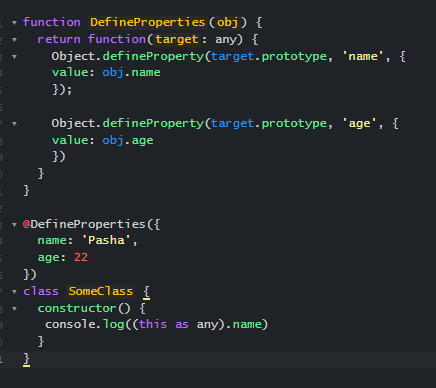 function DefineProperties(obj) {
return function(target: any) {
Object.defineProperty(target.prototype, 'name', {
value: obj.name
});
Object.defineProperty(target.prototype, 'age', {
value: obj.age
})
}
}
@DefineProperties({
name: 'Pasha',
age: 22
})
class SomeClass {
constructor() {
console.log((this as any).name)
}
}